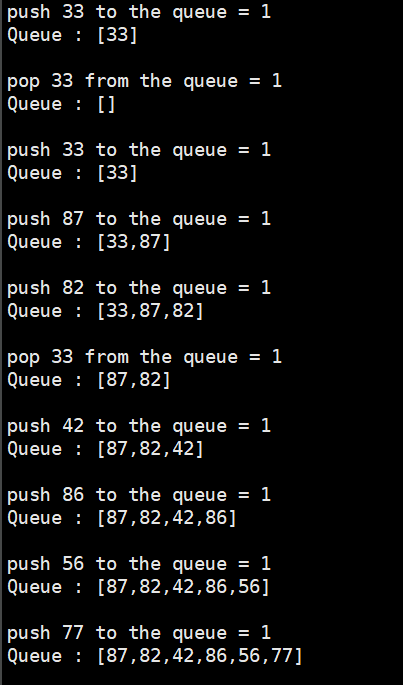 push 33 to the queue = 1
Queue : [33]
pop 33 from the queue = 1
Queue : []
push 33 to the queue = 1
Queue : [33]
push 87 to the queue = 1
Queue : [33,87]
push 82 to the queue = 1
Queue : [33,87,82]
pop 33 from the queue = 1
Queue : [87,82]
push 42 to the queue = 1
Queue : [87,82,42]
push 86 to the queue = 1
Queue : [87,82,42,86]
push 56 to the queue = 1
Queue : [87,82,42,86,56]
push 77 to the queue = 1
Queue : [87,82,42,86,56,77]